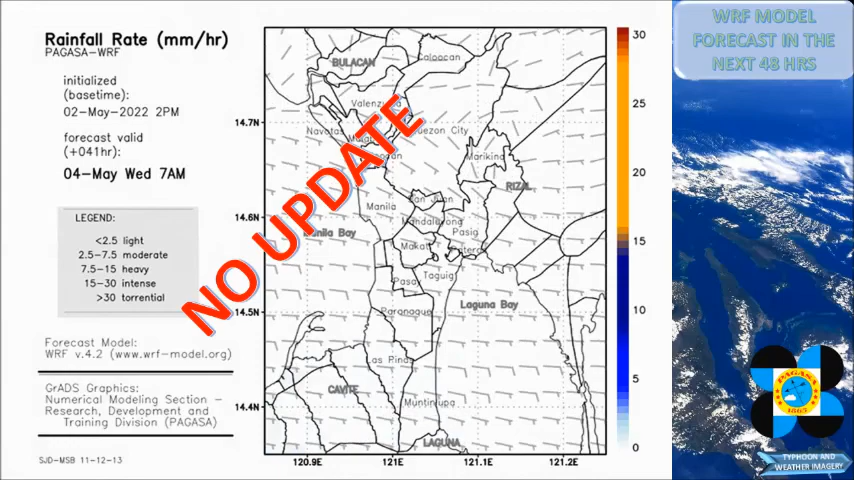 Rainfall Rate (mm/hr)
PAGASA-WRF
initialized
(basetime):
02-May-2022 2PM
forecast valid
(+041hr):
04-May Wed 7AM
LEGEND:
<2.5 light
2.5-7.5 moderate
7.5-15 heavy
15-30 intense
>30 torrential
Forecast Model:
WRF v.4.2 (www.wrf-model.org)
GrADS Graphics:
Numerical Modeling Section -
Research, Development and
Training Division (PAGASA)
SJD-MSB 11-12-13
NO UPDATE
14.7N
14.6N
14.5N
14.4N
120.9E
121E
121.1E
121.2E
BULACAN
Caloocan
Navotas
Quezon City
Marikina
RIZAL
San Juan
Manila
Mandaluyong
Manila Bay
Pasig
Makati
Pateros
Taguig
Pasay
Laguna Bay
Paranaque
Las Pinas
CAVITE
Muntinlupa
LAGUNA
30
25
20
15
10
5
0
WRF MODEL
FORECAST IN THE
NEXT 48 HRS
PAGASA
1865
TYPHOON AND
WEATHER IMAGERY